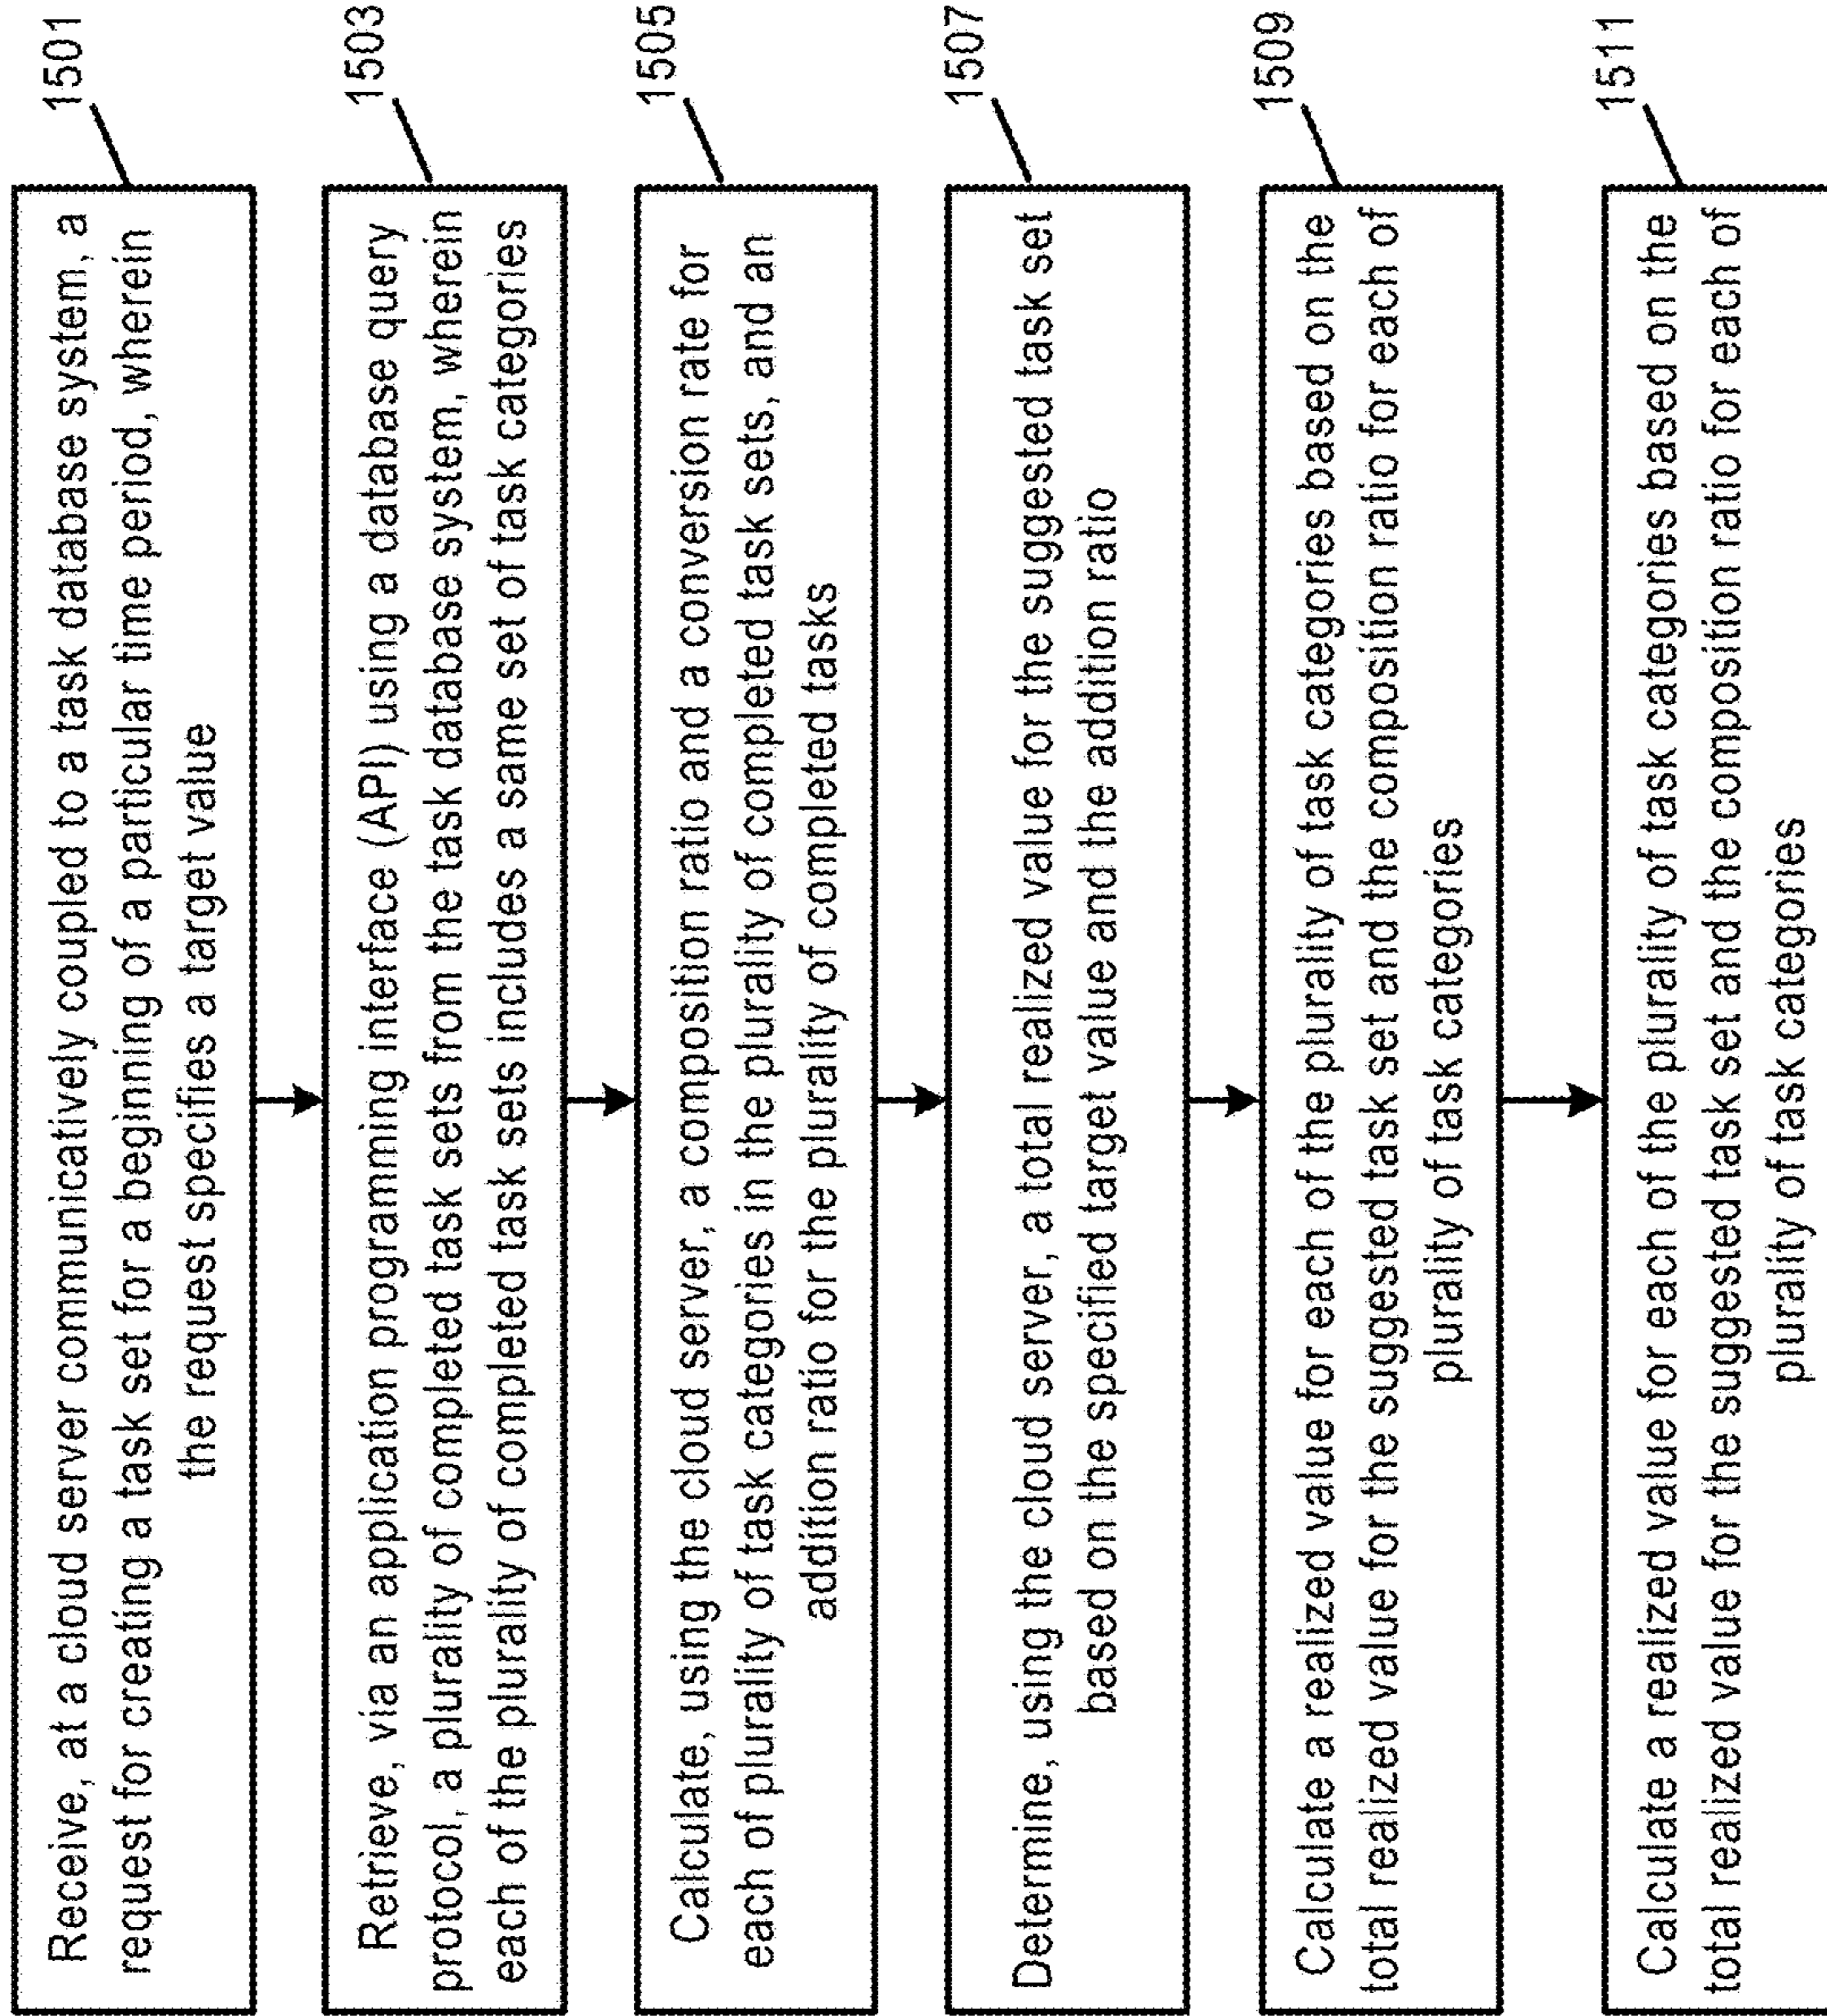 Receive, at a cloud server communicatively coupled to a task database system, a
request for creating a task set for a beginning of a particular time period, wherein
the request specifies a target value
1501
Retrieve, via an application programming interface (API) using a database query
protocol, a plurality of completed task sets from the task database system, wherein
each of the plurality of completed task sets includes a same set of task categories
1503
Calculate, using the cloud server, a composition ratio and a conversion rate for
each of plurality of task categories in the plurality of completed task sets, and an
addition ratio for the plurality of completed tasks
1505
Determine, using the cloud server, a total realized value for the suggested task set
based on the specified target value and the addition ratio
1507
Calculate a realized value for each of the plurality of task categories based on the
total realized value for the suggested task set and the composition ratio for each of
plurality of task categories
1509
Calculate a realized value for each of the plurality of task categories based on the
total realized value for the suggested task set and the composition ratio for each of
plurality of task categories
1511